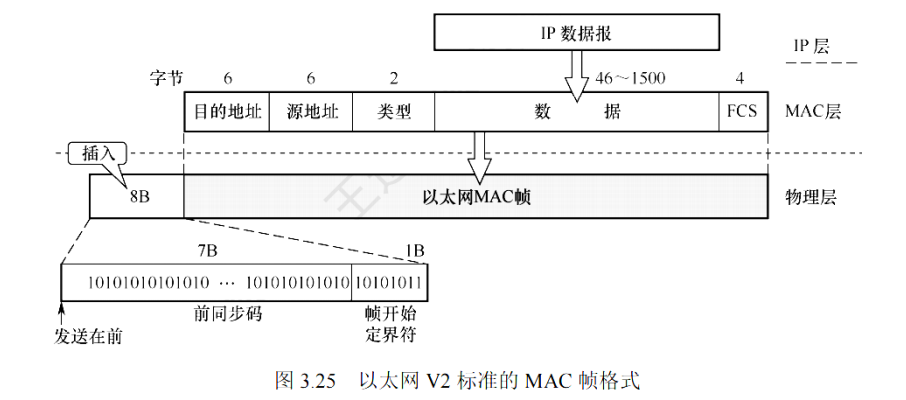 IP 数据报
IP 层
字节 6 6 2 46～1500 4
目的地址 源地址 类型 数 据 FCS MAC层
插入
8B 以太网MAC帧 物理层
7B 1B
10101010101010 … 101010101010 10101011
前同步码 帧开始
定界符
发送在前
图 3.25 以太网 V2 标准的 MAC 帧格式